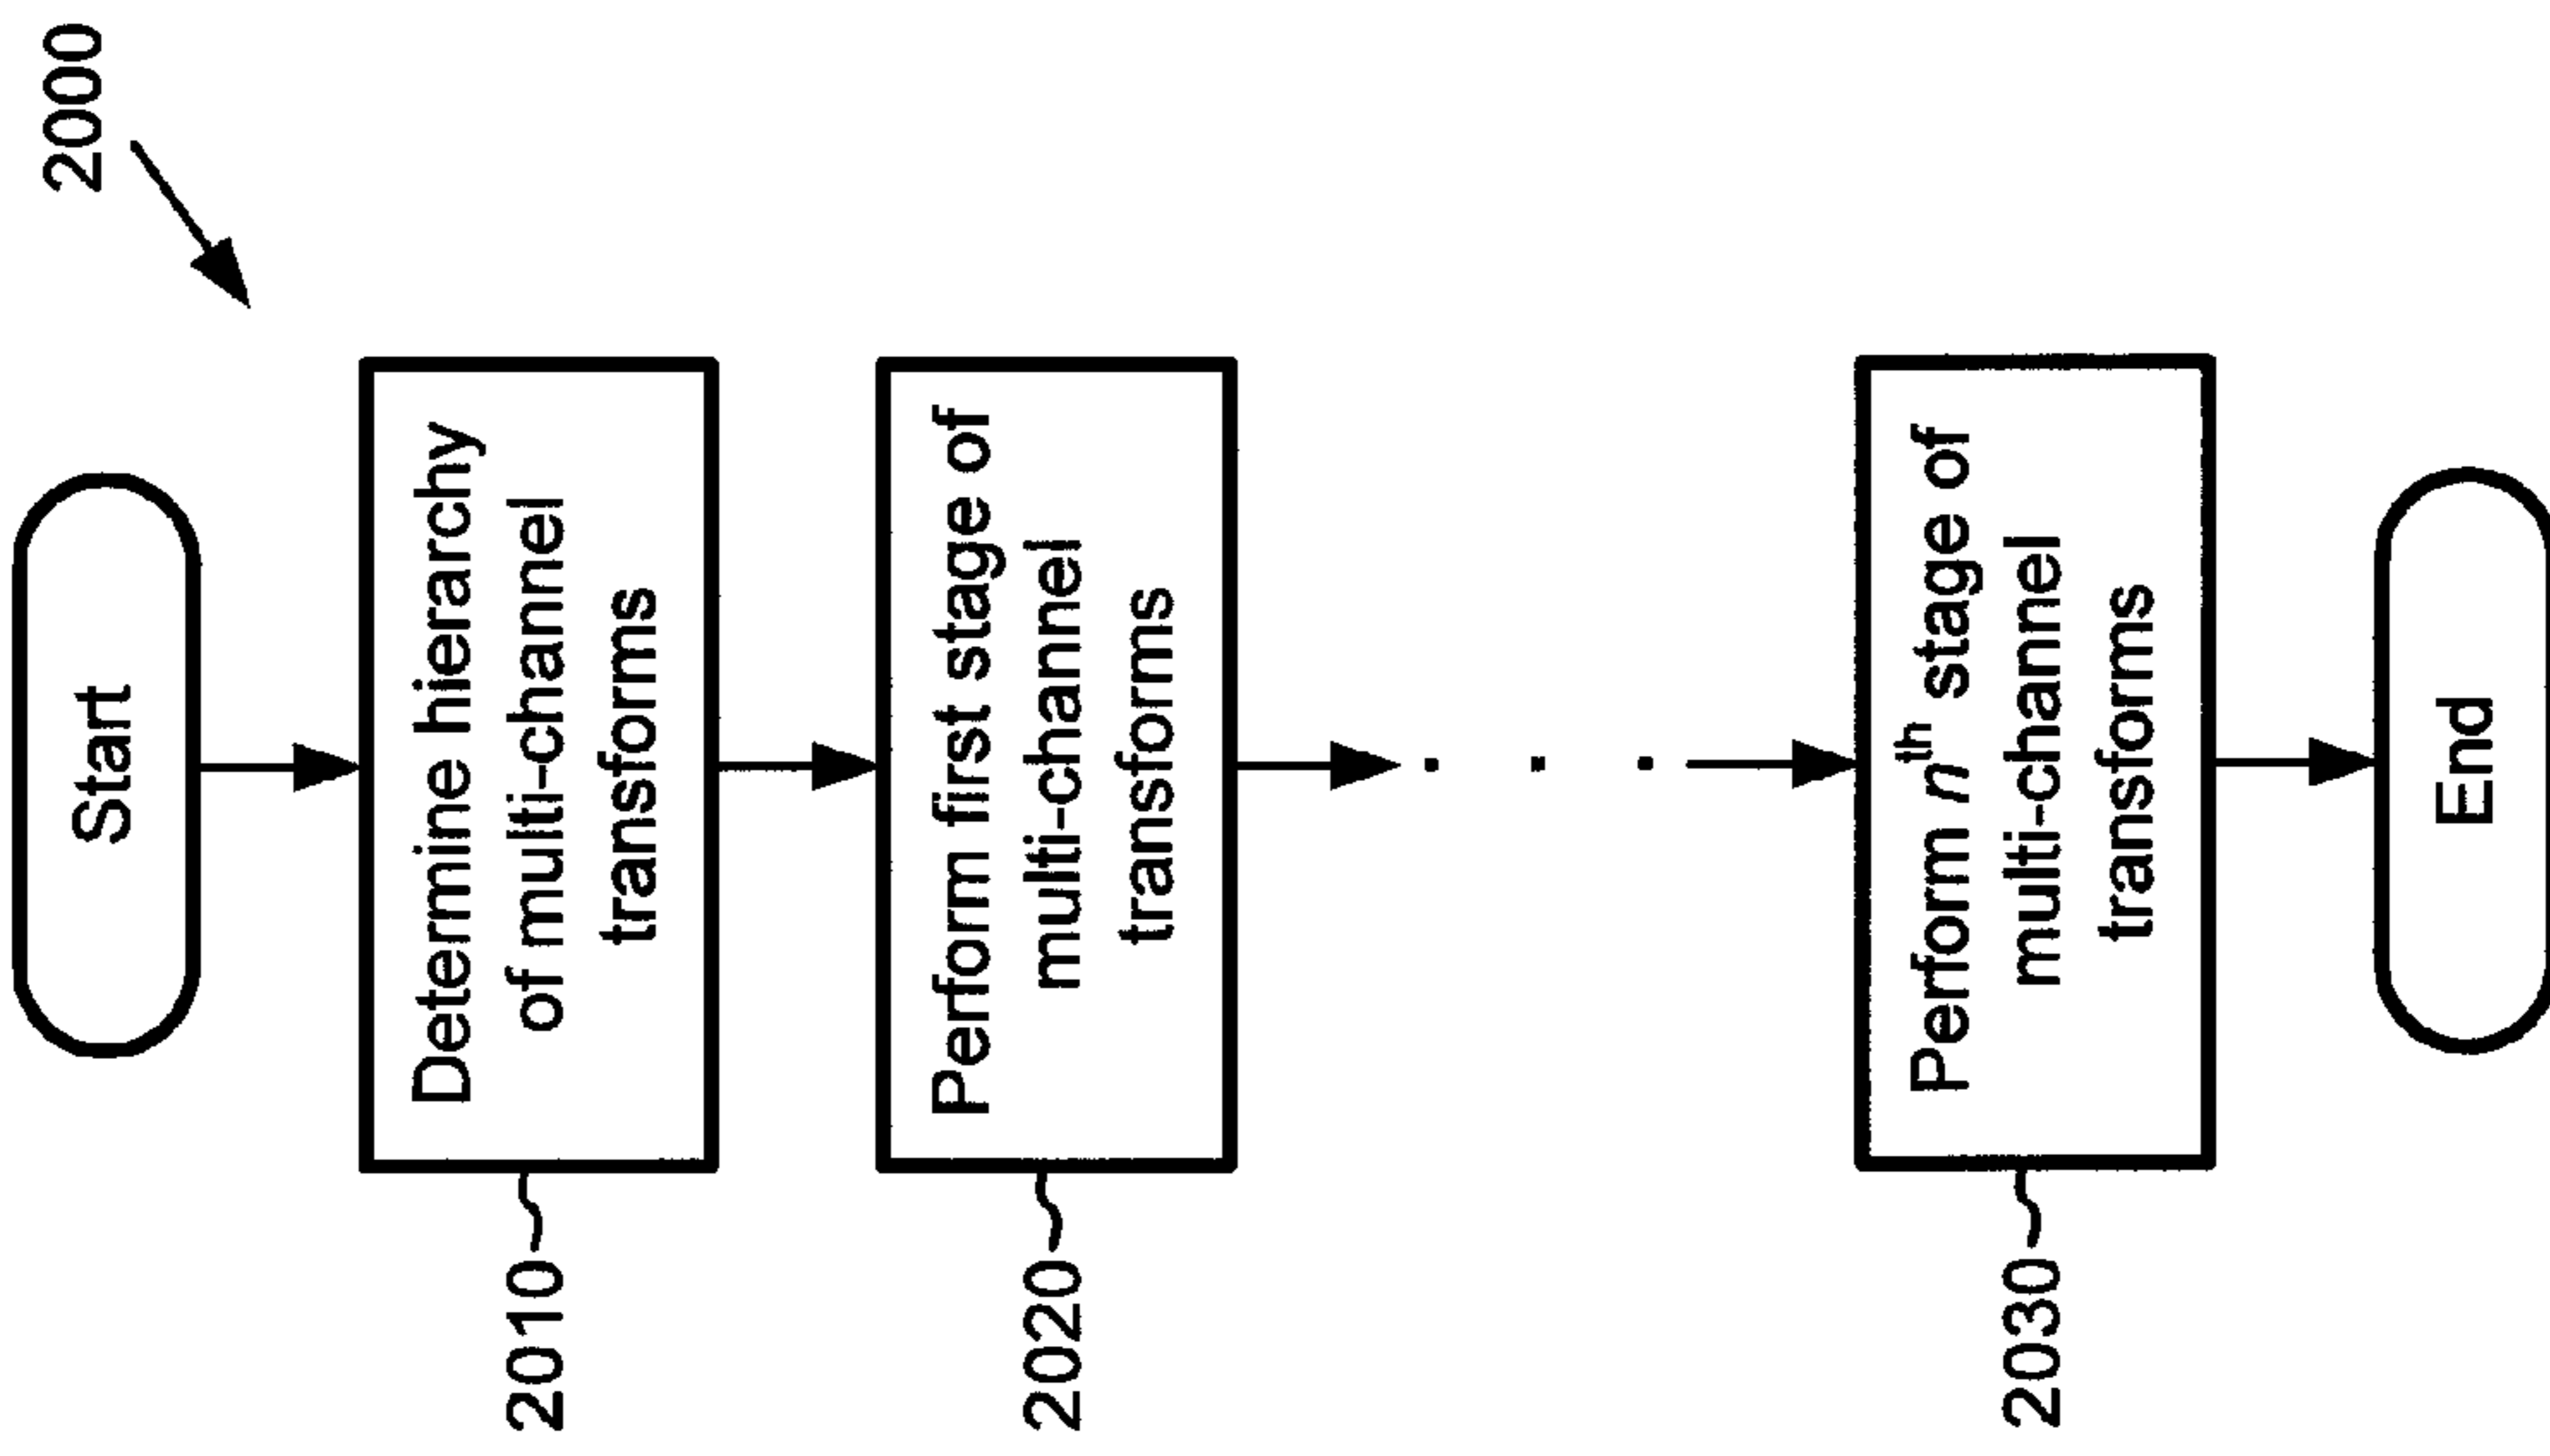 2000
Start
2010
Determine hierarchy
of multi-channel
transforms
2020
Perform first stage of
multi-channel
transforms
. . .
2030
Perform nth stage of
multi-channel
transforms
End